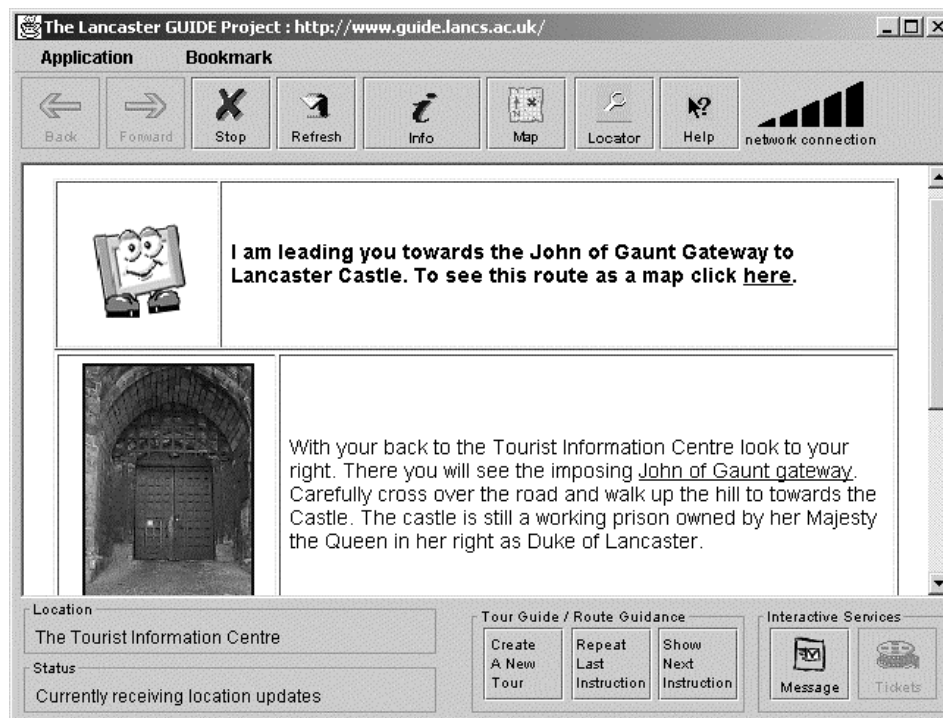 The Lancaster GUIDE Project : http://www.guide.lancs.ac.uk/
Application Bookmark
Back Forward Stop Refresh Info Map Locator Help network connection
I am leading you towards the John of Gaunt Gateway to
Lancaster Castle. To see this route as a map click here.
With your back to the Tourist Information Centre look to your
right. There you will see the imposing John of Gaunt gateway.
Carefully cross over the road and walk up the hill to towards the
Castle. The castle is still a working prison owned by her Majesty
the Queen in her right as Duke of Lancaster.
Location
The Tourist Information Centre
Status
Currently receiving location updates
Tour Guide / Route Guidance
Create
A New
Tour
Repeat
Last
Instruction
Show
Next
Instruction
Interactive Services
Message Tickets